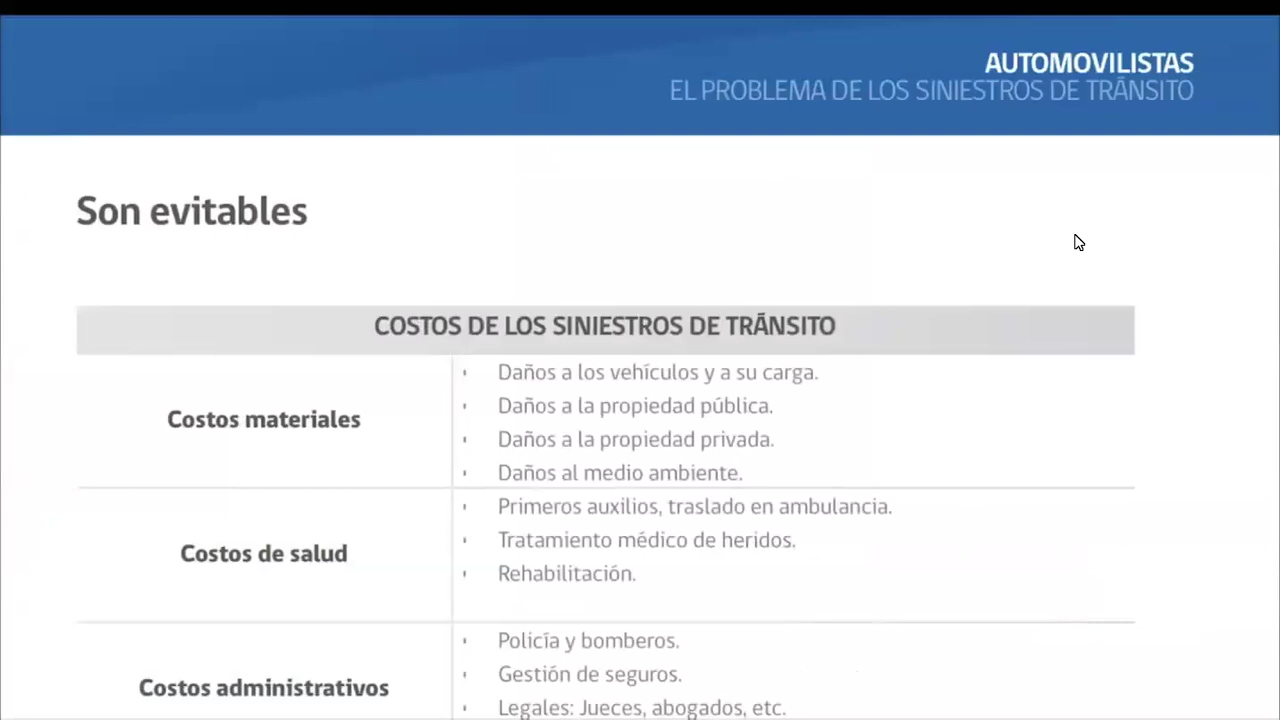 AUTOMOVILISTAS
EL PROBLEMA DE LOS SINIESTROS DE TRÁNSITO
Son evitables
COSTOS DE LOS SINIESTROS DE TRÁNSITO
Costos materiales
Daños a los vehículos y a su carga.
Daños a la propiedad pública.
Daños a la propiedad privada.
Daños al medio ambiente.
Costos de salud
Primeros auxilios, traslado en ambulancia.
Tratamiento médico de heridos.
Rehabilitación.
Costos administrativos
Policía y bomberos.
Gestión de seguros.
Legales: Jueces, abogados, etc.